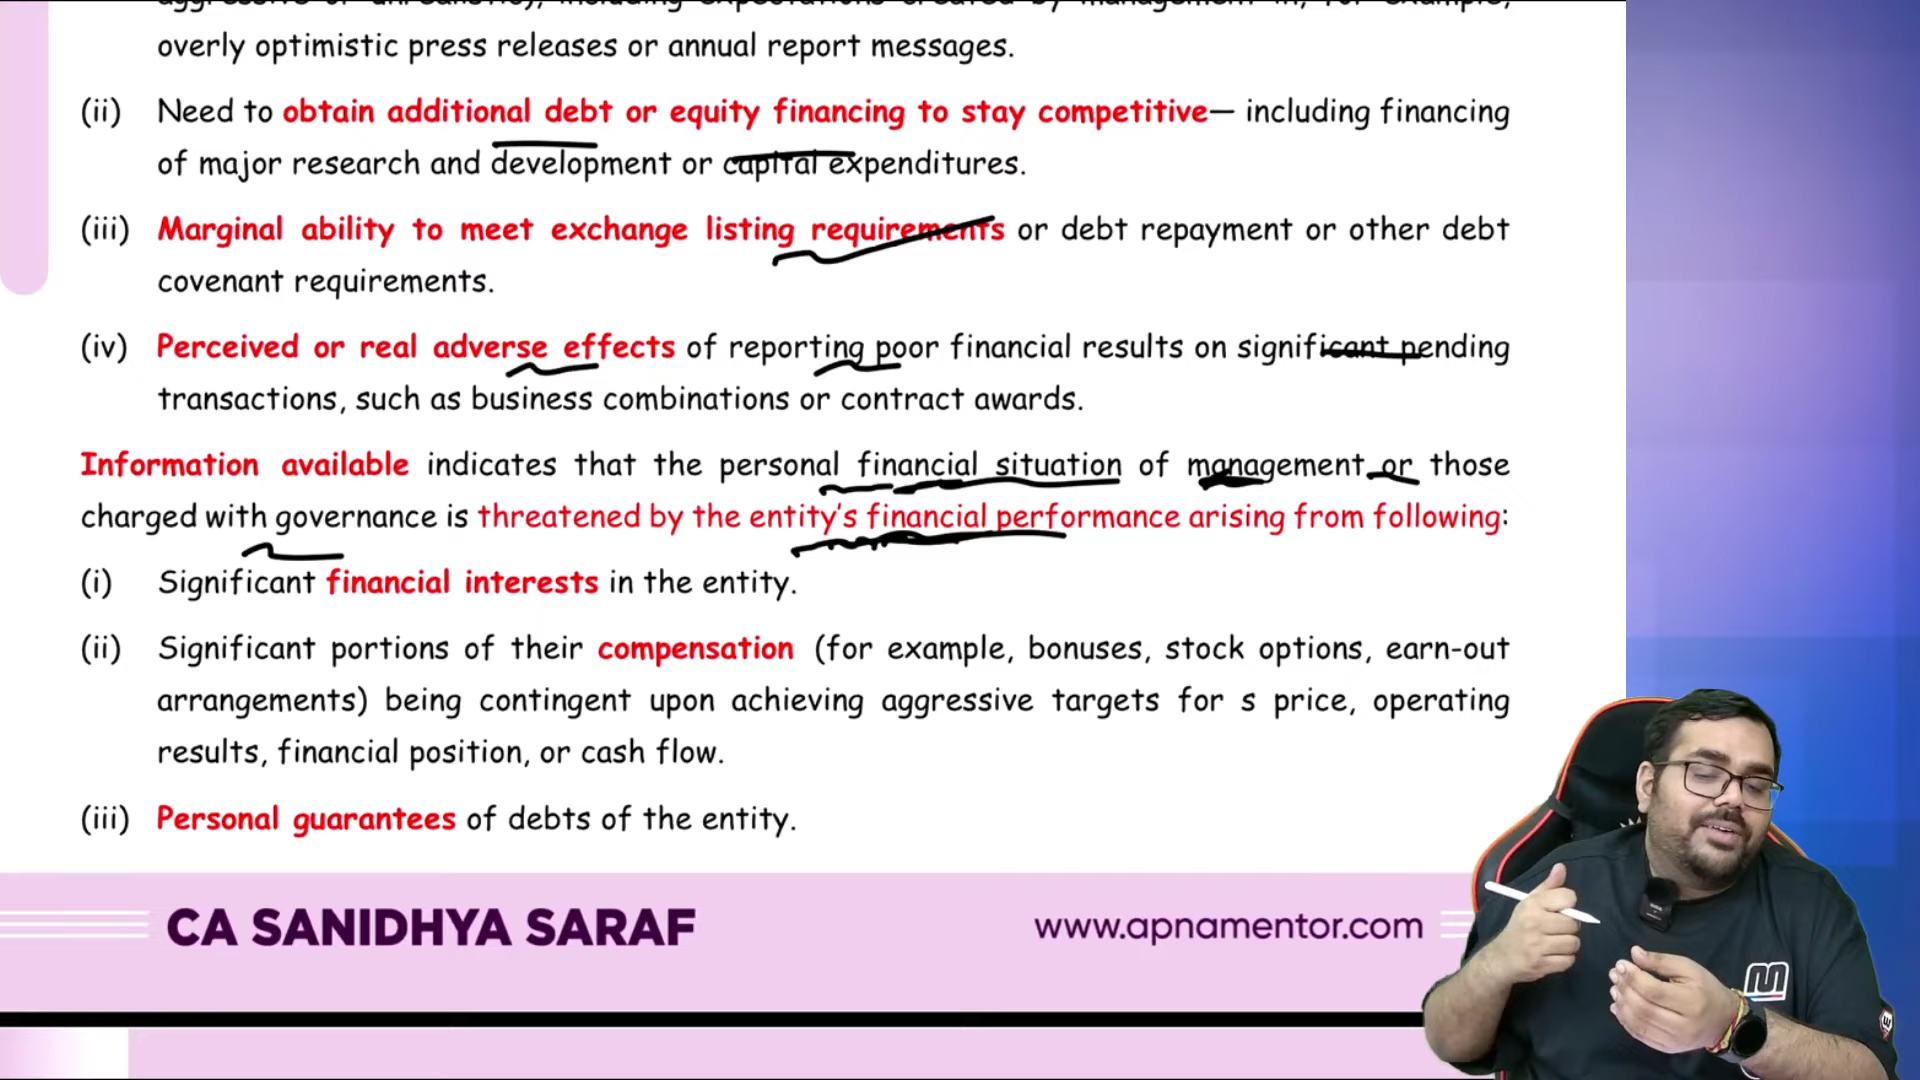 overly optimistic press releases or annual report messages.
(ii) Need to obtain additional debt or equity financing to stay competitive— including financing
of major research and development or capital expenditures.
(iii) Marginal ability to meet exchange listing requirements or debt repayment or other debt
covenant requirements.
(iv) Perceived or real adverse effects of reporting poor financial results on significant pending
transactions, such as business combinations or contract awards.
Information available indicates that the personal financial situation of management or those
charged with governance is threatened by the entity's financial performance arising from following:
(i) Significant financial interests in the entity.
(ii) Significant portions of their compensation (for example, bonuses, stock options, earn-out
arrangements) being contingent upon achieving aggressive targets for s price, operating
results, financial position, or cash flow.
(iii) Personal guarantees of debts of the entity.
CA SANIDHYA SARAF
www.apnamentor.com